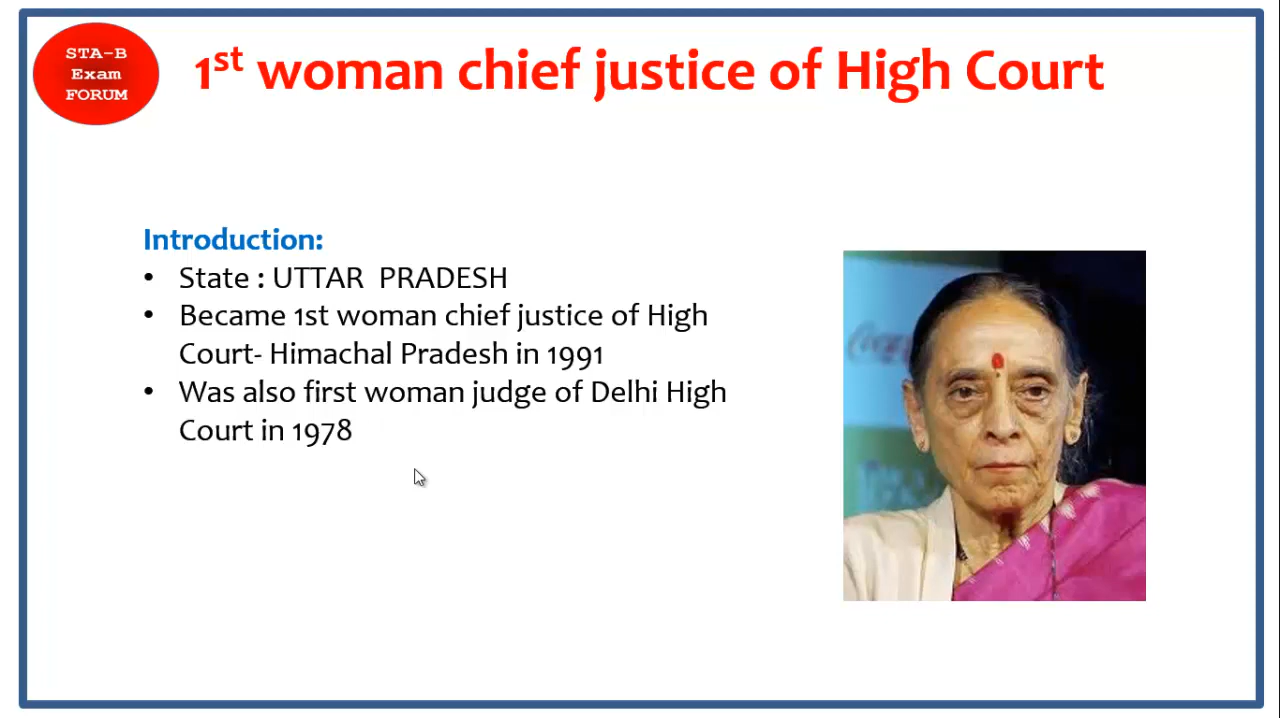 STA-B
Exam
FORUM
1st woman chief justice of High Court
Introduction:
• State : UTTAR PRADESH
• Became 1st woman chief justice of High
Court- Himachal Pradesh in 1991
• Was also first woman judge of Delhi High
Court in 1978